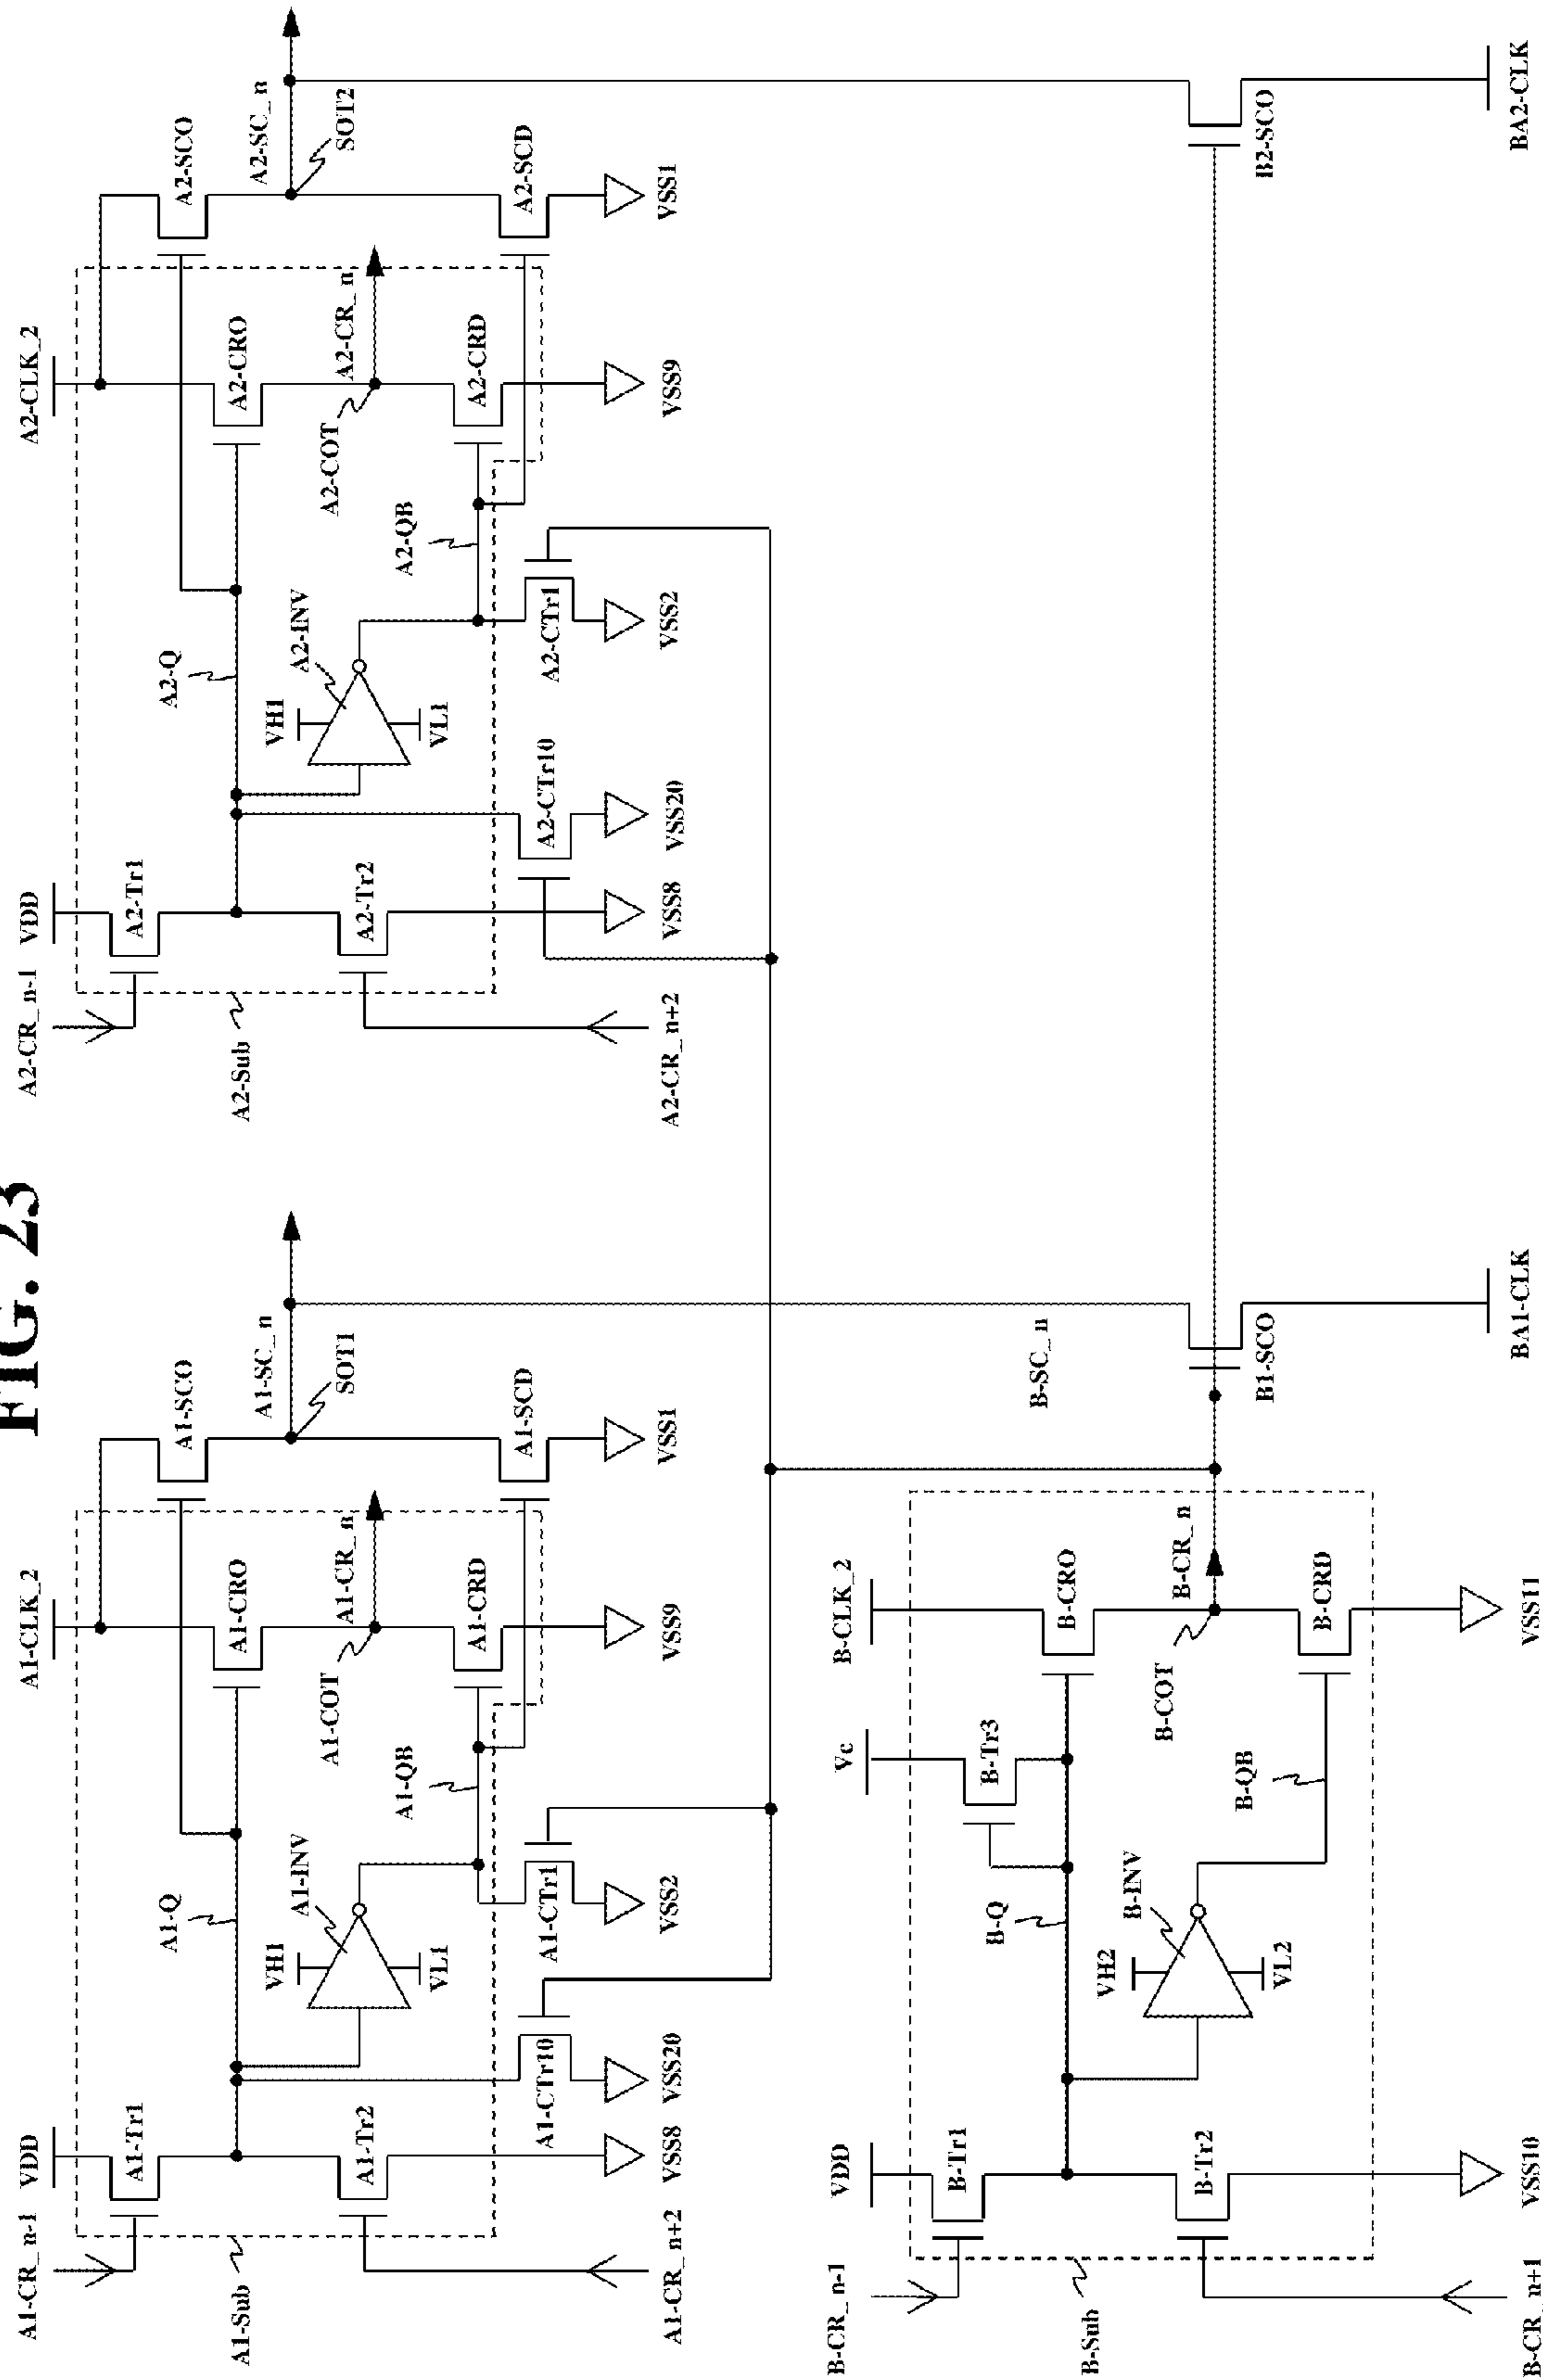 FIG. 23
A1-CR_n-1
VDD
A1-CLK_2
A1-Tr1
A1-Q
A1-CRO
A1-SCO
A1-SC_n
SOT1
VH1
A1-INV
VL1
A1-COT
A1-CR_n
A1-Tr2
A1-QB
A1-CRD
A1-SCD
A1-Sub
A1-CTr10
A1-CTr1
A1-CR_n+2
VSS8
VSS20
VSS2
VSS9
VSS1
A2-CR_n-1
VDD
A2-CLK_2
A2-Tr1
A2-Q
A2-CRO
A2-SCO
A2-SC_n
SOT2
VH1
A2-INV
VL1
A2-COT
A2-CR_n
A2-Tr2
A2-QB
A2-CRD
A2-SCD
A2-Sub
A2-CTr10
A2-CTr1
A2-CR_n+2
VSS8
VSS20
VSS2
VSS9
VSS1
B-CR_n-1
VDD
Vc
B-CLK_2
B-Tr1
B-Tr3
B-Q
B-CRO
B-SC_n
VH2
B-INV
VL2
B-COT
B-CR_n
B-Tr2
B-QB
B-CRD
B-Sub
B1-SCO
B2-SCO
B-CR_n+1
VSS10
VSS11
BA1-CLK
BA2-CLK